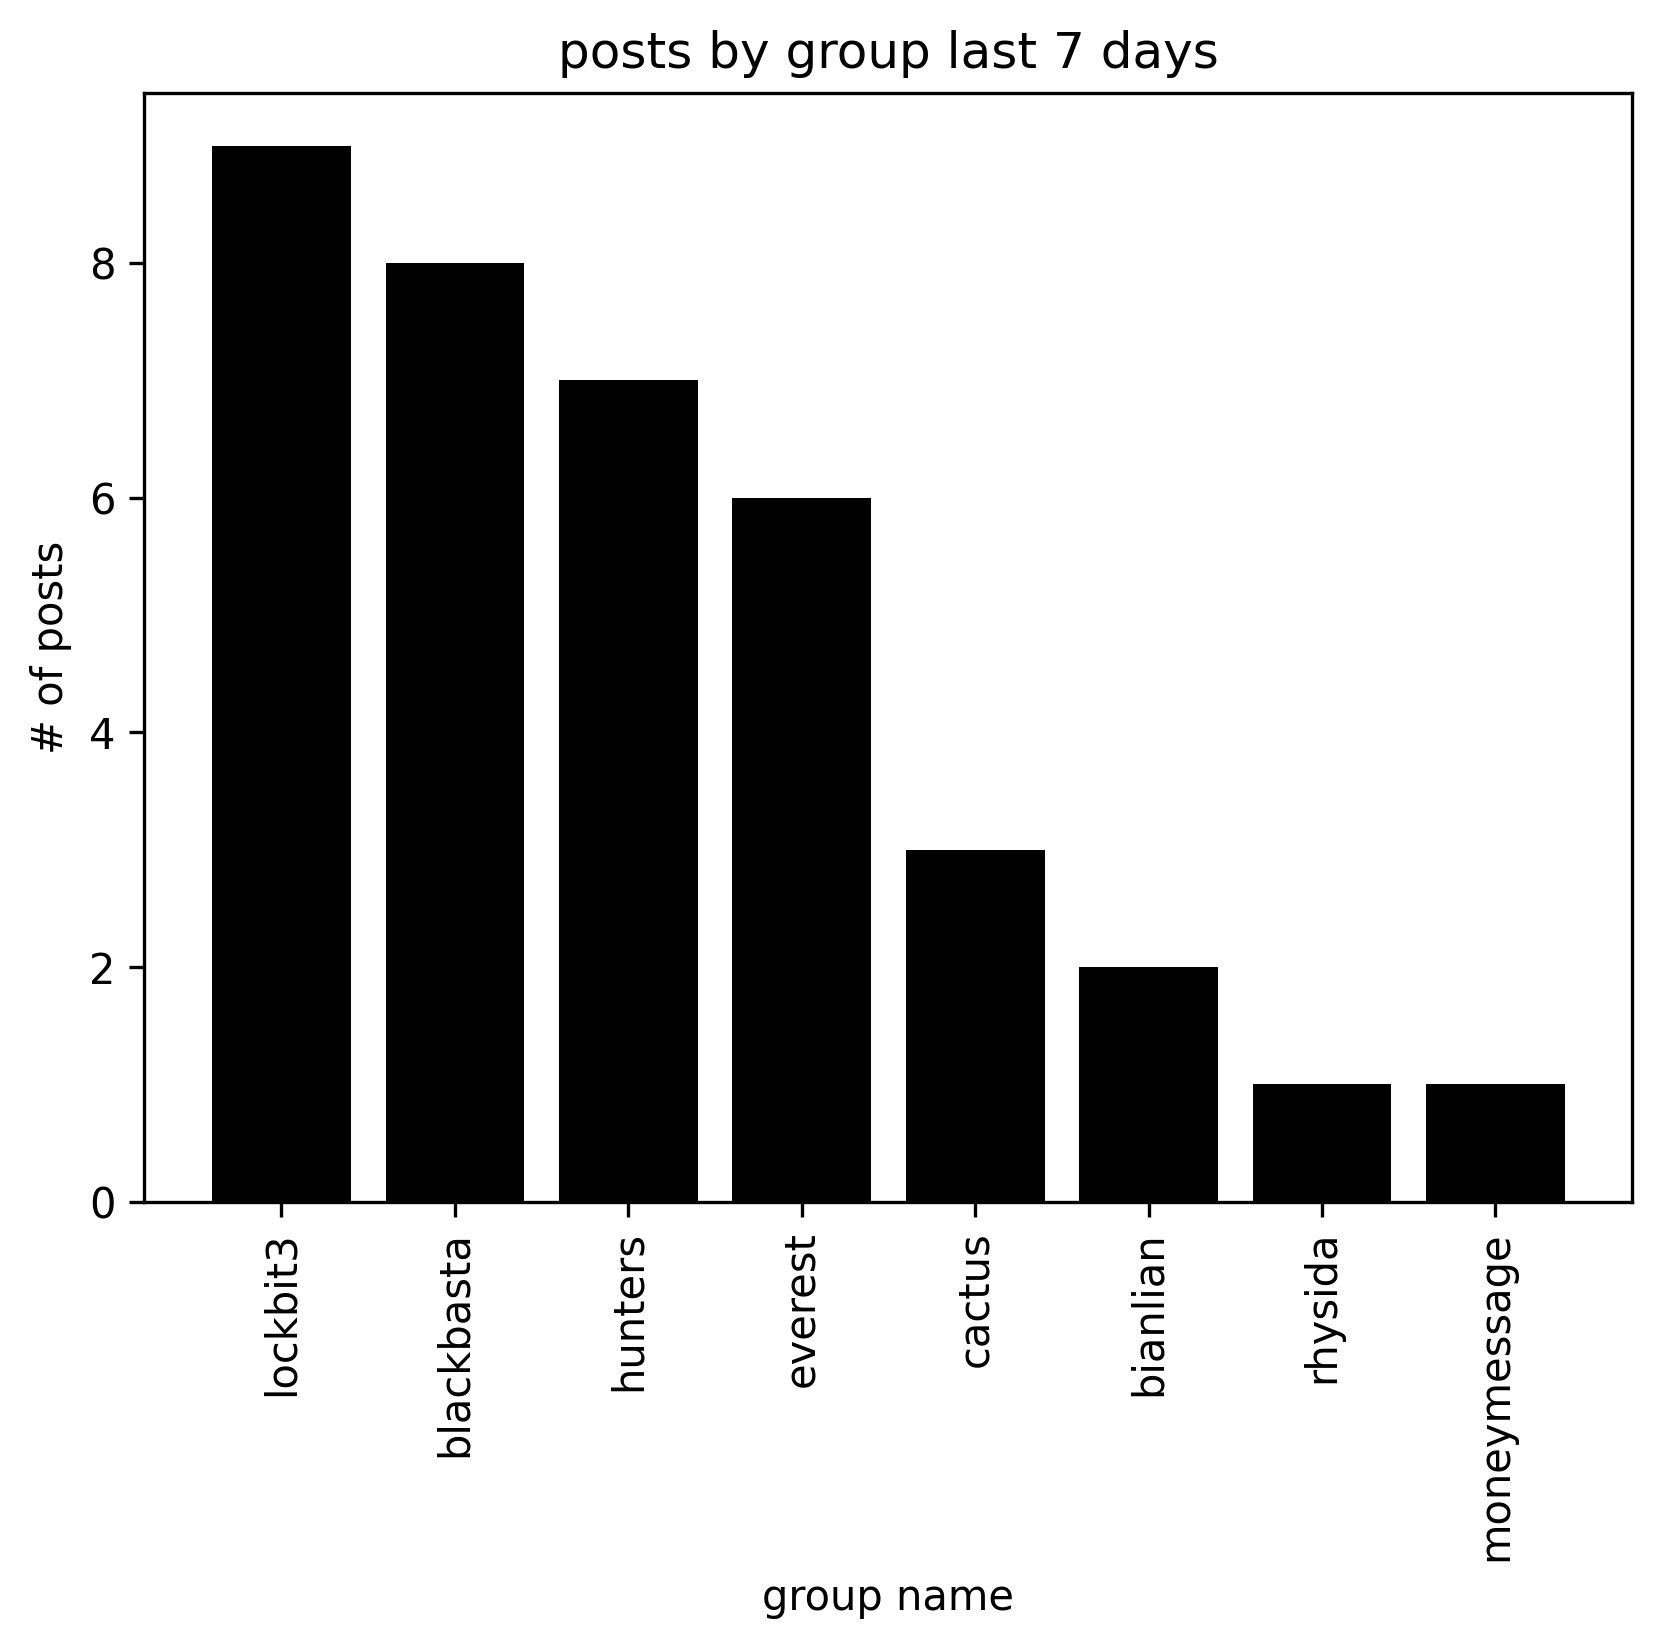 posts by group last 7 days
# of posts
8
6
4
2
0
lockbit3
blackbasta
hunters
everest
cactus
bianlian
rhysida
moneymessage
group name